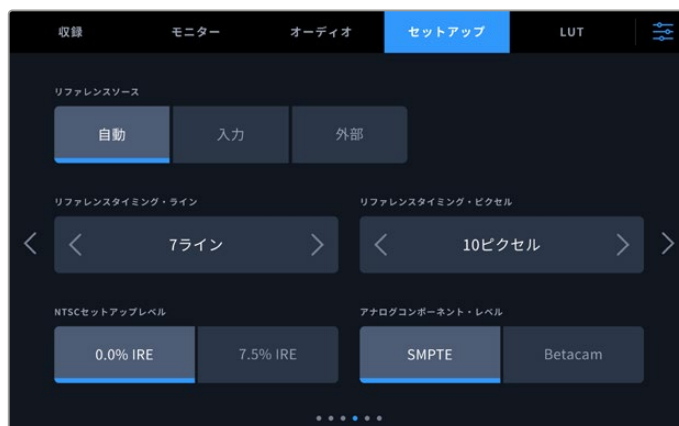 収録 モニター オーディオ セットアップ LUT
リファレンスソース
自動 入力 外部
リファレンスタイミング・ライン リファレンスタイミング・ピクセル
7ライン 10ピクセル
NTSCセットアップレベル アナログコンポーネント・レベル
0.0% IRE 7.5% IRE SMPTE Betacam